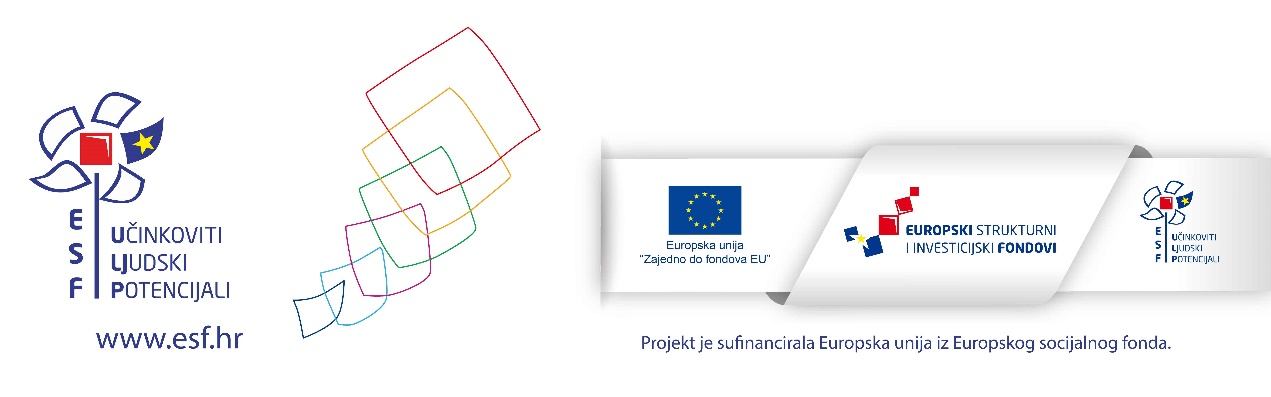 E
S
F
UČINKOVITI
LJUDSKI
POTENCIJALI
www.esf.hr
Europska unija
"Zajedno do fondova EU"
EUROPSKI STRUKTURNI
I INVESTICIJSKI FONDOVI
E
S
F
UČINKOVITI
LJUDSKI
POTENCIJALI
Projekt je sufinancirala Europska unija iz Europskog socijalnog fonda.